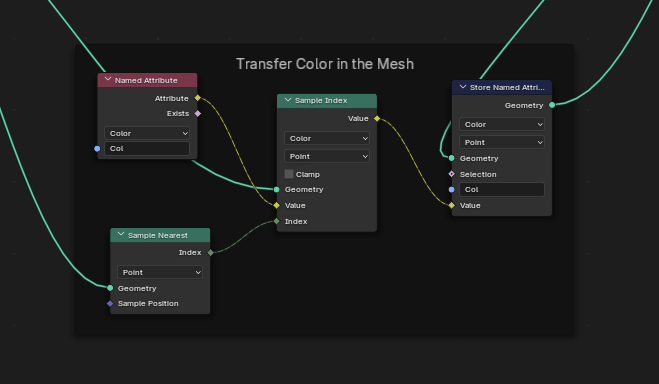 Transfer Color in the Mesh
Named Attribute
Attribute
Exists
Color
Col
Sample Index
Value
Color
Point
Clamp
Geometry
Value
Index
Sample Nearest
Index
Point
Geometry
Sample Position
Store Named Attri...
Geometry
Color
Point
Geometry
Selection
Col
Value